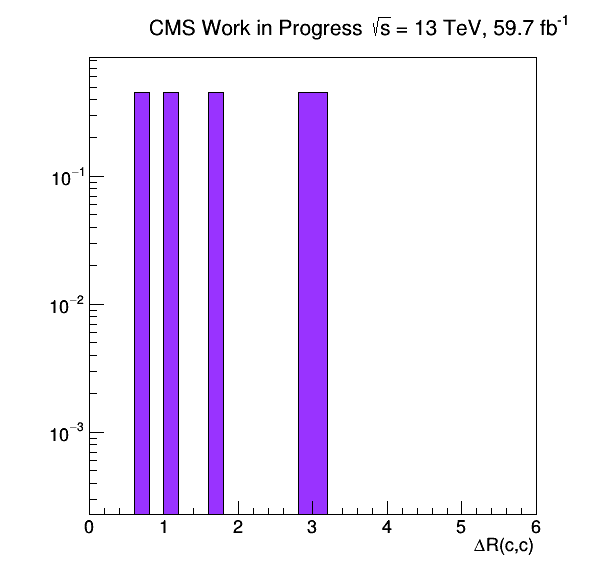 CMS Work in Progress √s = 13 TeV, 59.7 fb⁻¹
10⁻¹
10⁻²
10⁻³
0 1 2 3 4 5 6
ΔR(c,c)